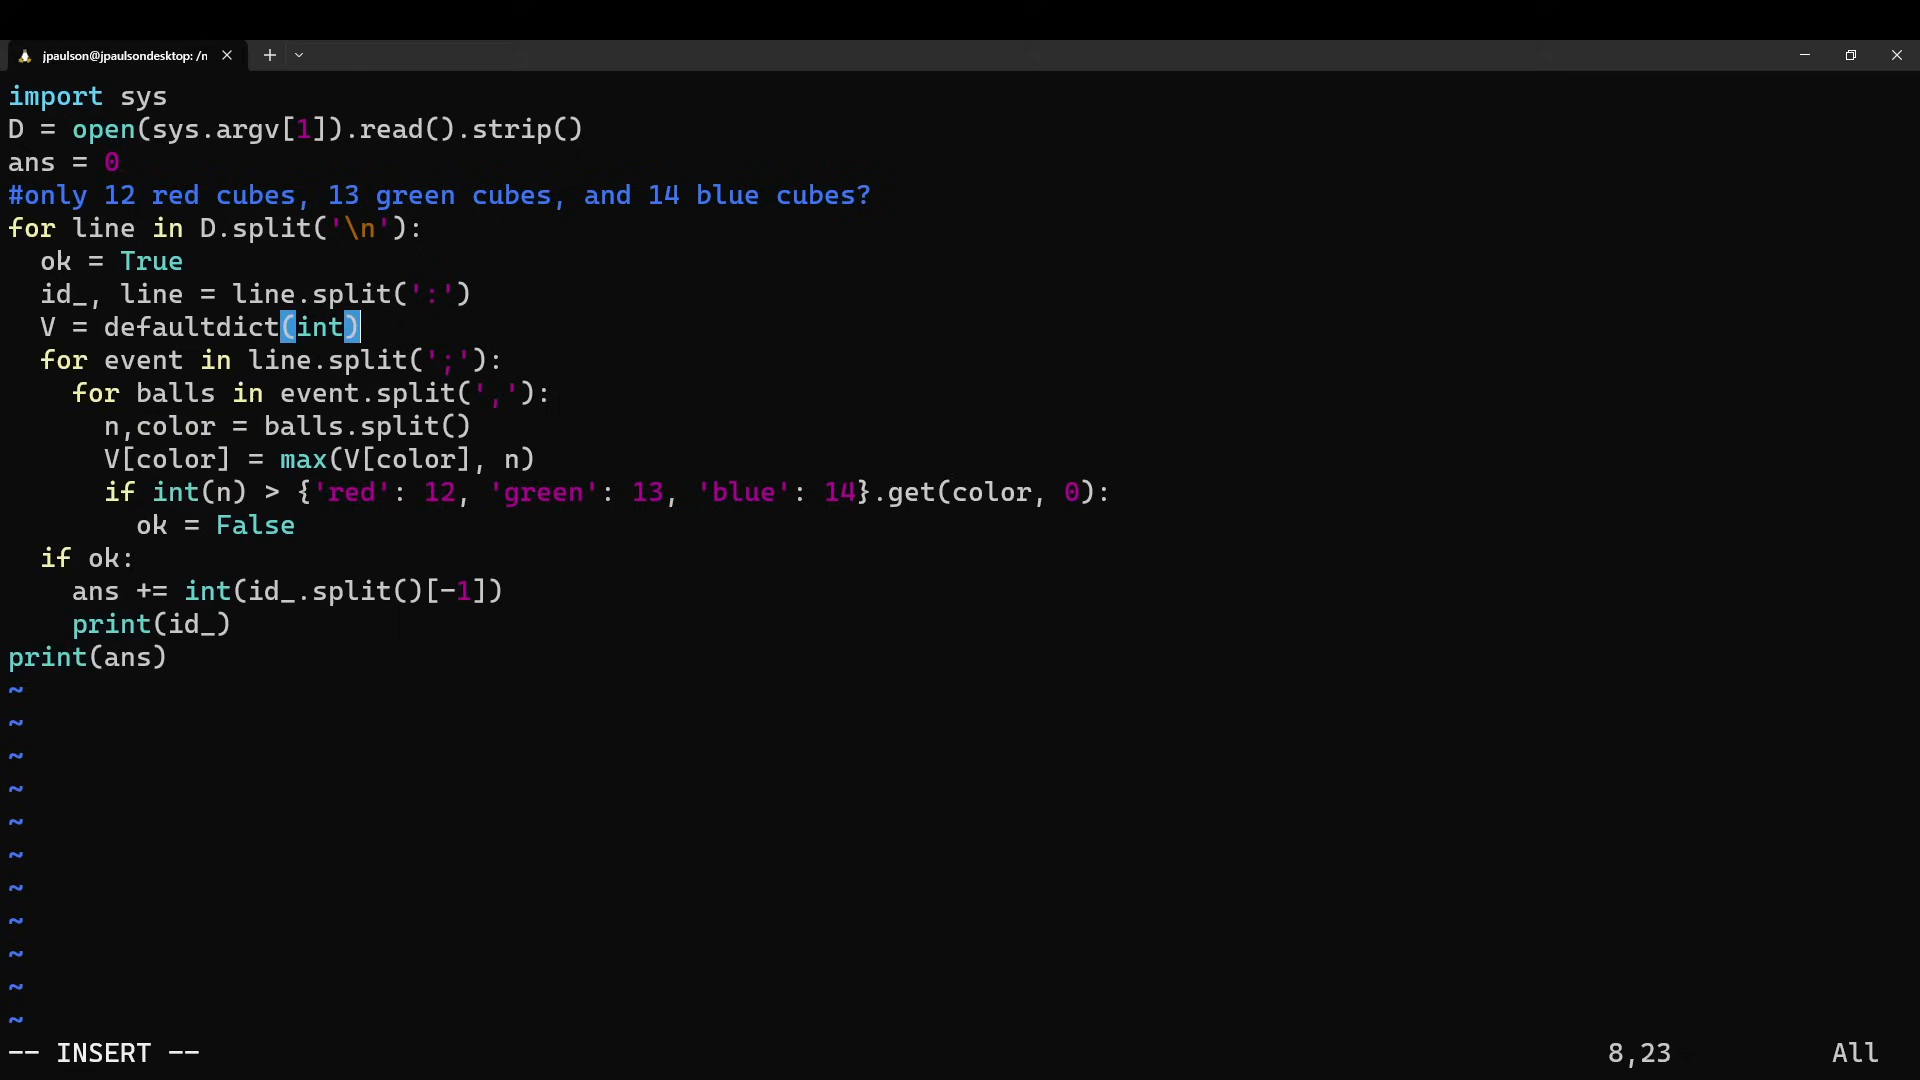 jpaulson@jpaulsondesktop: /n
import sys
D = open(sys.argv[1]).read().strip()
ans = 0
#only 12 red cubes, 13 green cubes, and 14 blue cubes?
for line in D.split('\n'):
  ok = True
  id_, line = line.split(':')
  V = defaultdict(int)
  for event in line.split(';'):
    for balls in event.split(','):
      n,color = balls.split()
      V[color] = max(V[color], n)
      if int(n) > {'red': 12, 'green': 13, 'blue': 14}.get(color, 0):
        ok = False
  if ok:
    ans += int(id_.split()[-1])
    print(id_)
print(ans)
~
~
~
~
~
~
~
~
~
~
~
-- INSERT -- 8,23 All